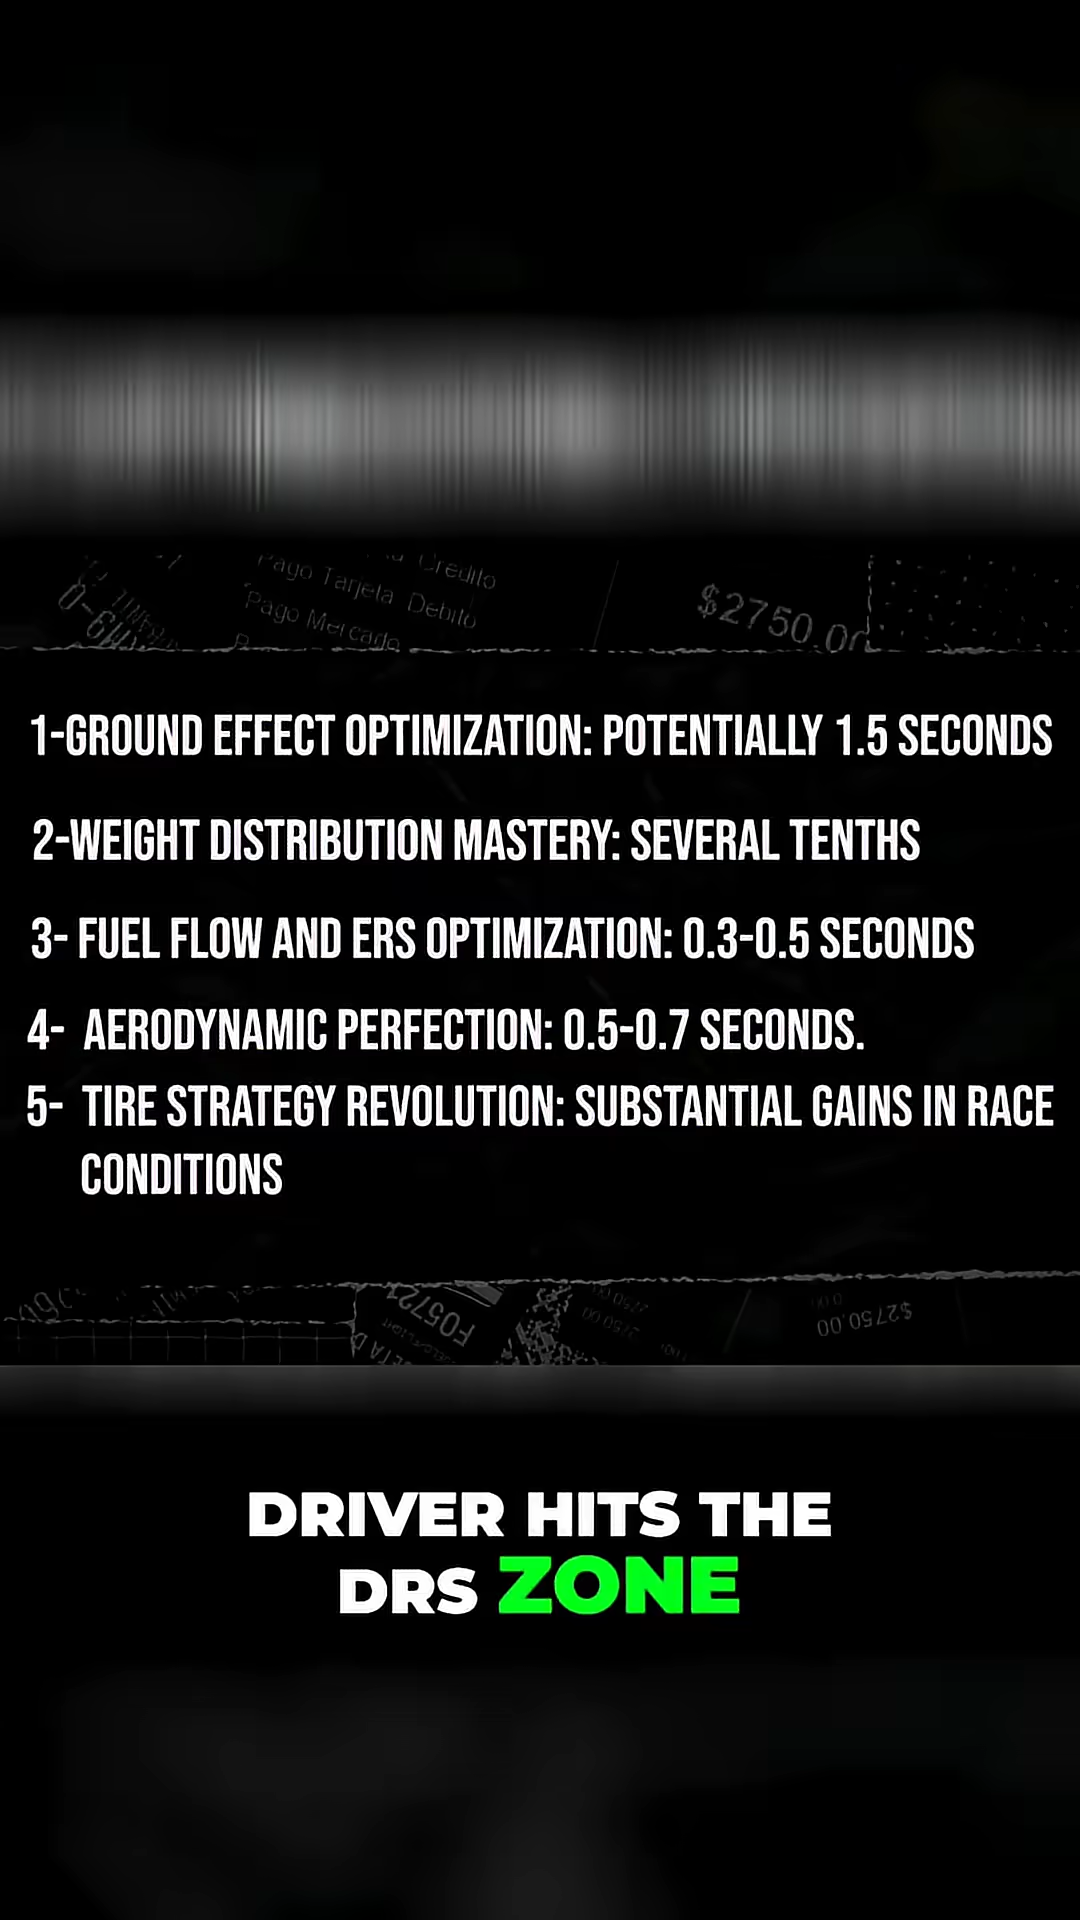 Credito
Pago Tarjeta Debito
Pago Mercado
$2750.00
1-GROUND EFFECT OPTIMIZATION: POTENTIALLY 1.5 SECONDS
2-WEIGHT DISTRIBUTION MASTERY: SEVERAL TENTHS
3- FUEL FLOW AND ERS OPTIMIZATION: 0.3-0.5 SECONDS
4- AERODYNAMIC PERFECTION: 0.5-0.7 SECONDS.
5- TIRE STRATEGY REVOLUTION: SUBSTANTIAL GAINS IN RACE
CONDITIONS
F05721
$2750.00
DRIVER HITS THE
DRS ZONE